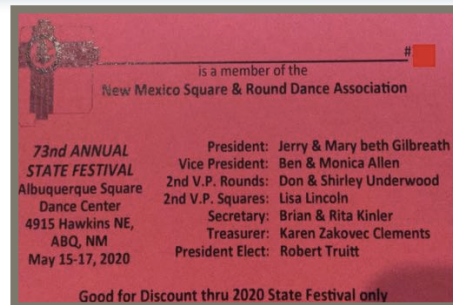 #
is a member of the
New Mexico Square & Round Dance Association
73nd ANNUAL
STATE FESTIVAL
Albuquerque Square
Dance Center
4915 Hawkins NE,
ABQ, NM
May 15-17, 2020
President: Jerry & Mary beth Gilbreath
Vice President: Ben & Monica Allen
2nd V.P. Rounds: Don & Shirley Underwood
2nd V.P. Squares: Lisa Lincoln
Secretary: Brian & Rita Kinler
Treasurer: Karen Zakovec Clements
President Elect: Robert Truitt
Good for Discount thru 2020 State Festival only